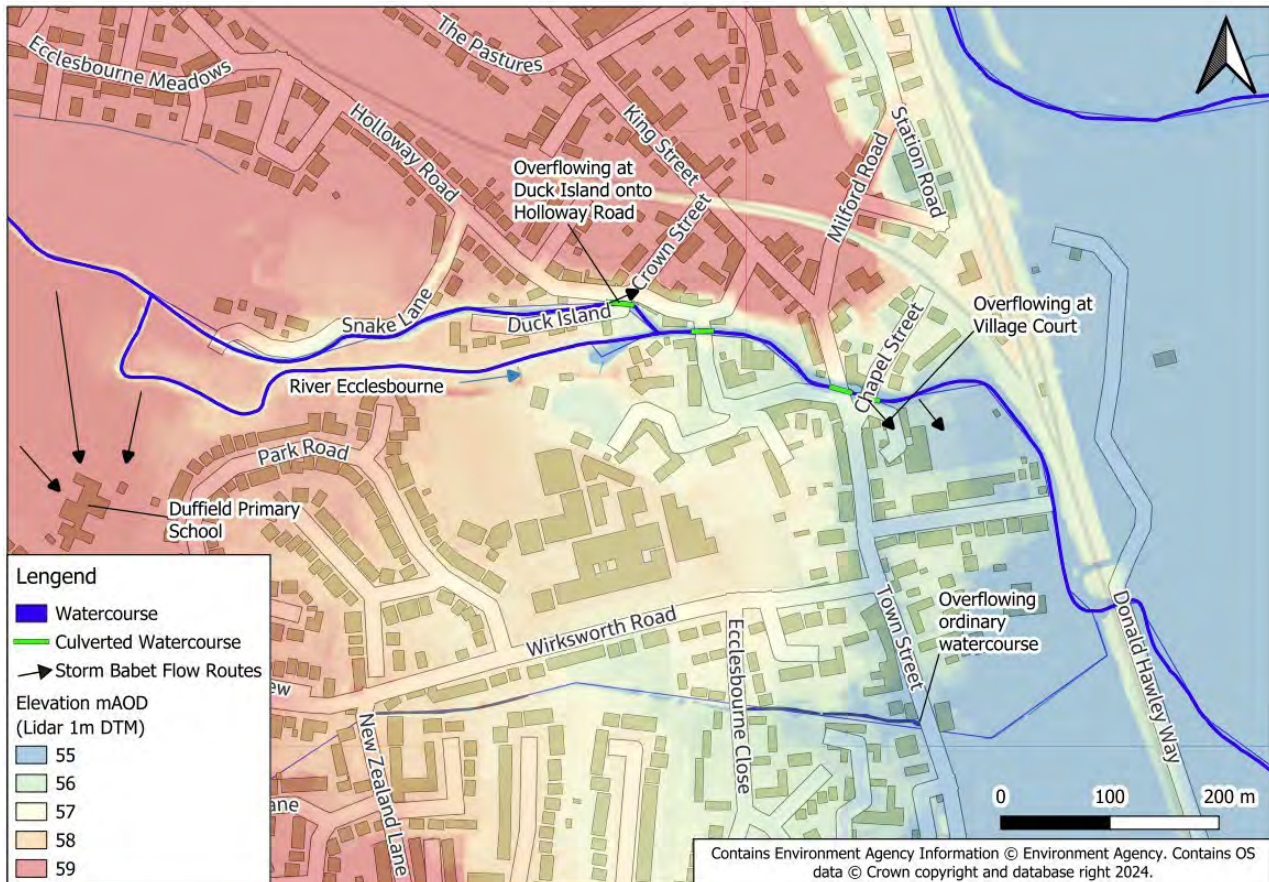 Ecclesbourne Meadows
The Pastures
Holloway Road
King Street
Station Road
Milford Road
Overflowing at
Duck Island onto
Holloway Road
Crown Street
Snake Lane
Duck Island
Chapel Street
Overflowing at
Village Court
River Ecclesbourne
Park Road
Duffield Primary
School
Wirksworth Road
Ecclesbourne Close
Town Street
Overflowing
ordinary
watercourse
Donald Hawley Way
New Zealand Lane
ew
ane
Lengend
Watercourse
Culverted Watercourse
Storm Babet Flow Routes
Elevation mAOD
(Lidar 1m DTM)
55
56
57
58
59
0 100 200 m
Contains Environment Agency Information © Environment Agency. Contains OS
data © Crown copyright and database right 2024.